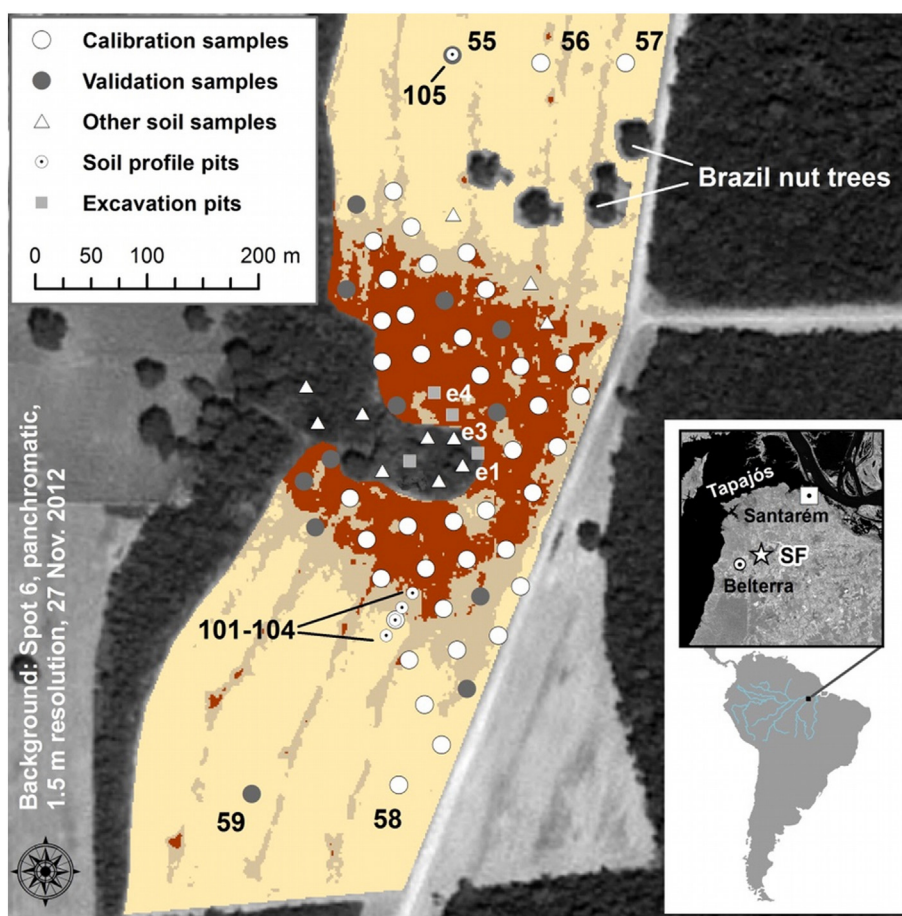 Calibration samples
Validation samples
Other soil samples
Soil profile pits
Excavation pits
0 50 100 200 m
55
56
57
105
Brazil nut trees
e4
e3
e1
101-104
59
58
Background: Spot 6, panchromatic,
1.5 m resolution, 27 Nov. 2012
Tapajós
Santarém
SF
Belterra